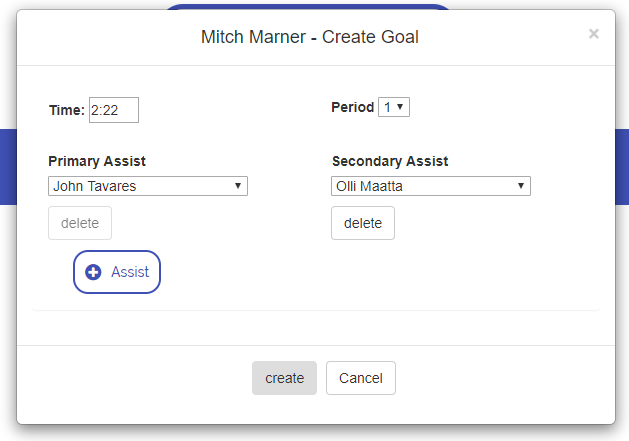 Mitch Marner - Create Goal ×
Time: 2:22 Period 1
Primary Assist Secondary Assist
John Tavares Olli Maatta
delete delete
Assist
create Cancel